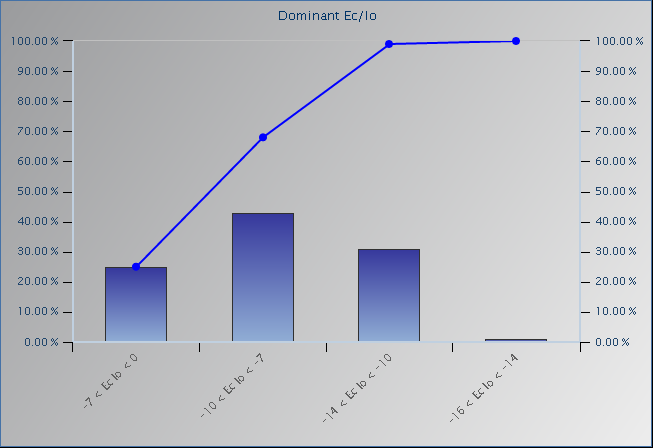 Dominant Ec/Io
100.00 % 100.00 %
90.00 % 90.00 %
80.00 % 80.00 %
70.00 % 70.00 %
60.00 % 60.00 %
50.00 % 50.00 %
40.00 % 40.00 %
30.00 % 30.00 %
20.00 % 20.00 %
10.00 % 10.00 %
0.00 % 0.00 %
-7 < Ec Io < 0
-10 < Ec Io < -7
-14 < Ec Io < -10
-16 < Ec Io < -14